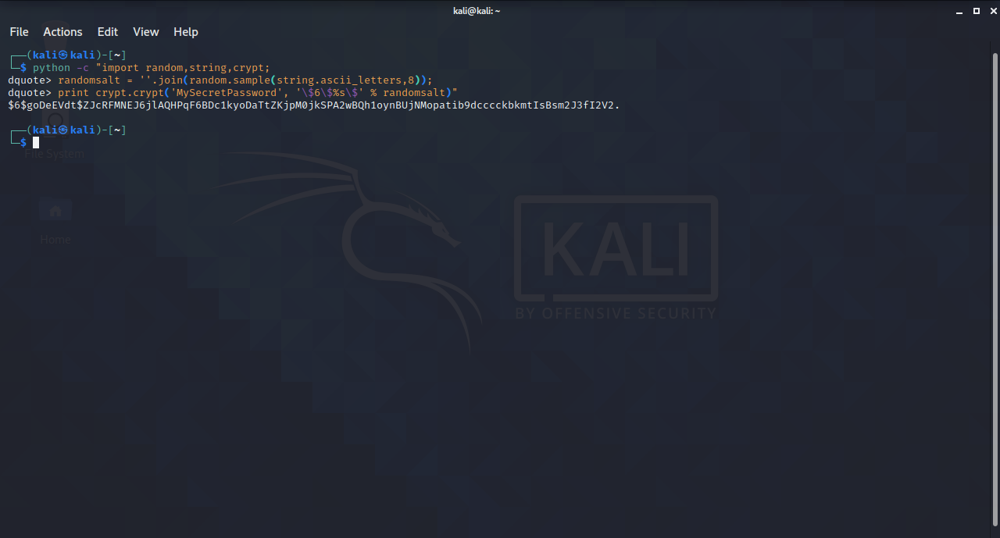 kali@kali: ~
File Actions Edit View Help
┌──(kali㉿kali)-[~]
└─$ python -c "import random,string,crypt;
dquote> randomsalt = ''.join(random.sample(string.ascii_letters,8));
dquote> print crypt.crypt('MySecretPassword', '\$6\$%s\$' % randomsalt)"
$6$goDeEVdt$ZJcRFMNEJ6jlAQHPqF6BDc1kyoDaTtZKjpM0jkSPA2wBQh1oynBUjNMopatib9dcccckbkmtIsBsm2J3fI2V2.
┌──(kali㉿kali)-[~]
└─$
File System
Home
KALI
BY OFFENSIVE SECURITY